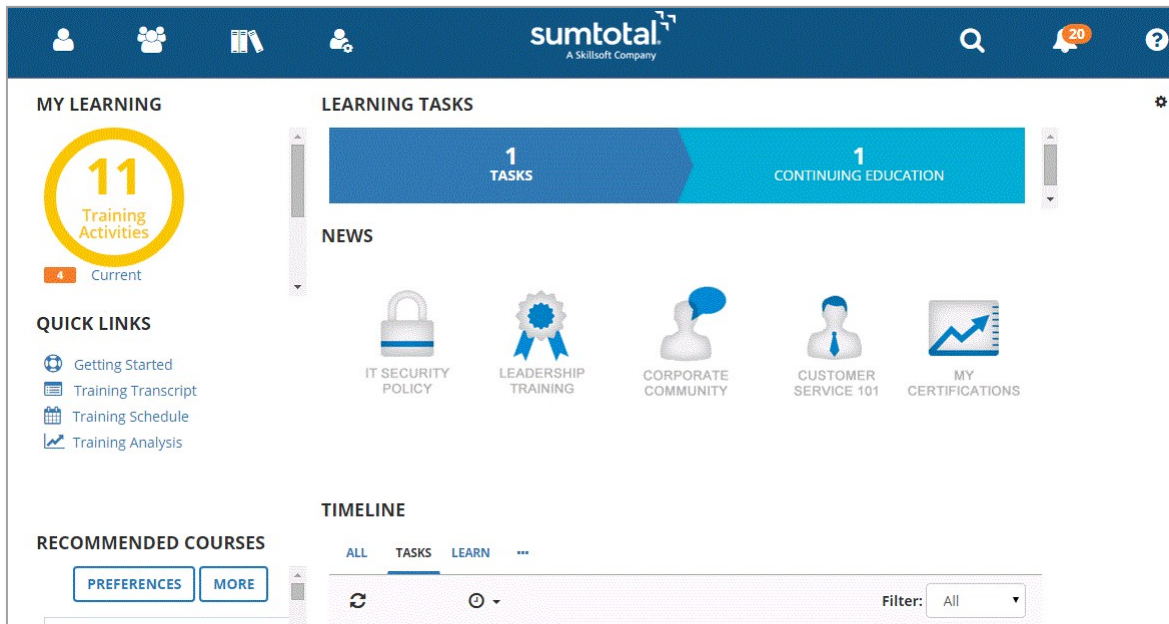 sumtotal
A Skillsoft Company
20
MY LEARNING
11
Training
Activities
4 Current
QUICK LINKS
Getting Started
Training Transcript
Training Schedule
Training Analysis
RECOMMENDED COURSES
PREFERENCES MORE
LEARNING TASKS
1
TASKS
1
CONTINUING EDUCATION
NEWS
IT SECURITY
POLICY
LEADERSHIP
TRAINING
CORPORATE
COMMUNITY
CUSTOMER
SERVICE 101
MY
CERTIFICATIONS
TIMELINE
ALL TASKS LEARN ...
Filter: All